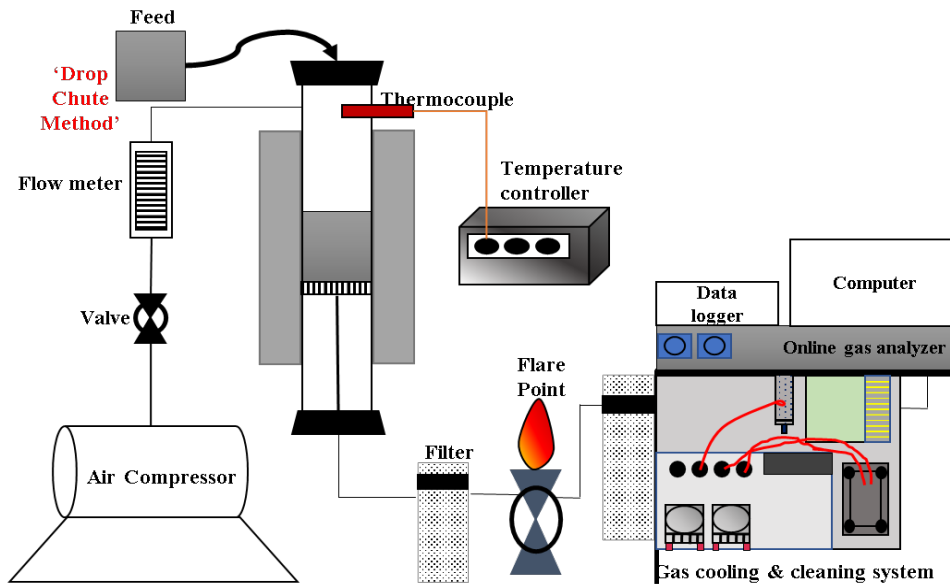 Feed
‘Drop
Chute
Method’
Thermocouple
Flow meter
Temperature
controller
Valve
Data
logger
Computer
Online gas analyzer
Flare
Point
Filter
Air Compressor
Gas cooling & cleaning system